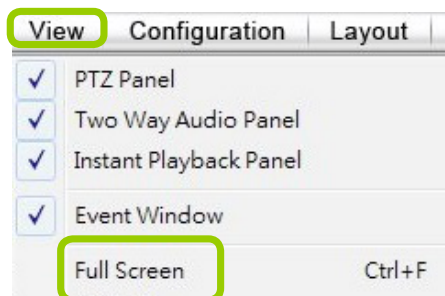 View Configuration Layout
PTZ Panel
Two Way Audio Panel
Instant Playback Panel
Event Window
Full Screen Ctrl+F